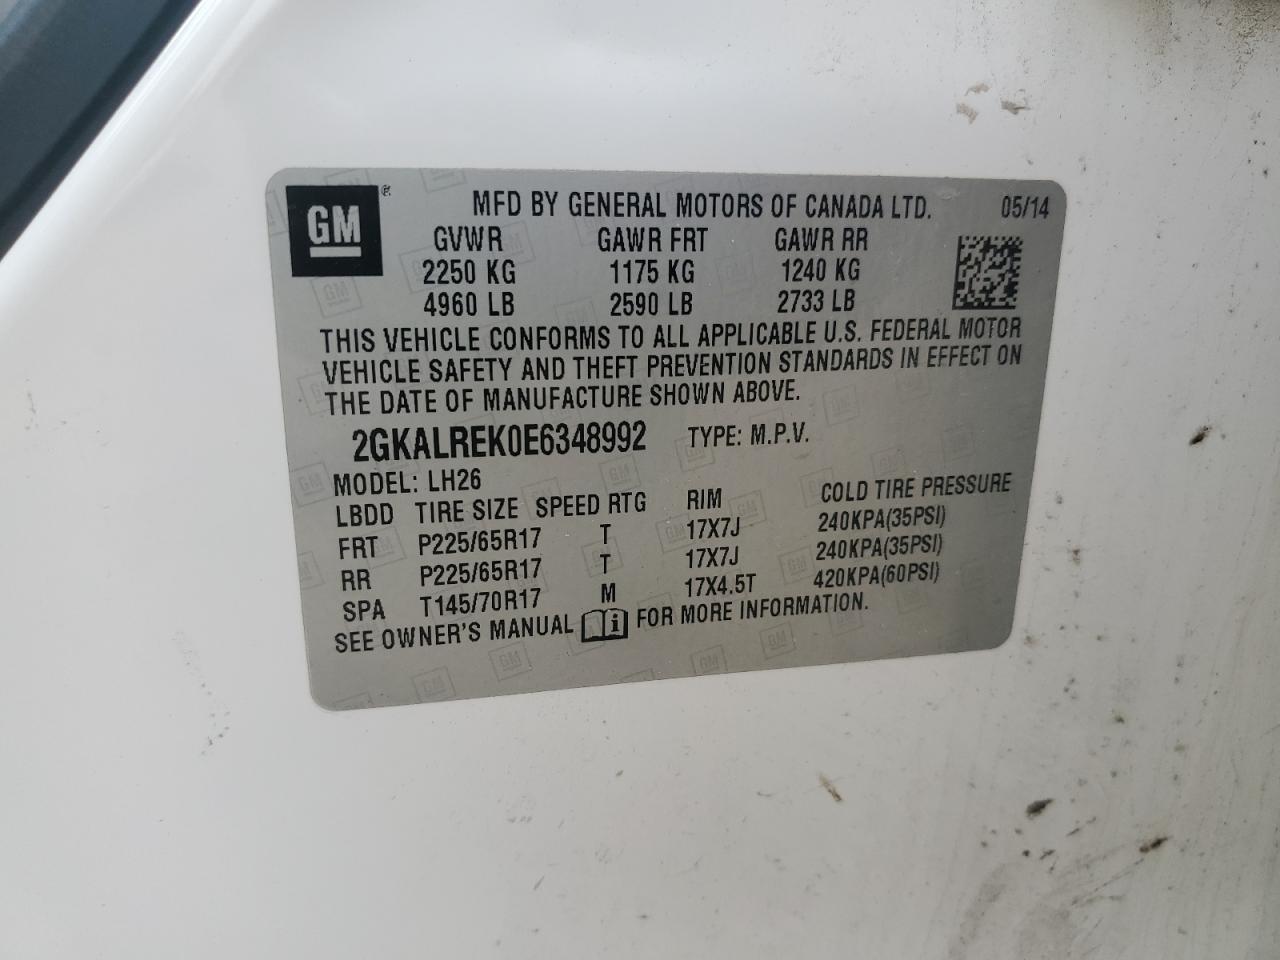 GM ® MFD BY GENERAL MOTORS OF CANADA LTD. 05/14
GVWR GAWR FRT GAWR RR
2250 KG 1175 KG 1240 KG
4960 LB 2590 LB 2733 LB
THIS VEHICLE CONFORMS TO ALL APPLICABLE U.S. FEDERAL MOTOR
VEHICLE SAFETY AND THEFT PREVENTION STANDARDS IN EFFECT ON
THE DATE OF MANUFACTURE SHOWN ABOVE.
2GKALREK0E6348992 TYPE: M.P.V.
MODEL: LH26
LBDD TIRE SIZE SPEED RTG RIM COLD TIRE PRESSURE
FRT P225/65R17 T 17X7J 240KPA(35PSI)
RR P225/65R17 T 17X7J 240KPA(35PSI)
SPA T145/70R17 M 17X4.5T 420KPA(60PSI)
SEE OWNER'S MANUAL i FOR MORE INFORMATION.